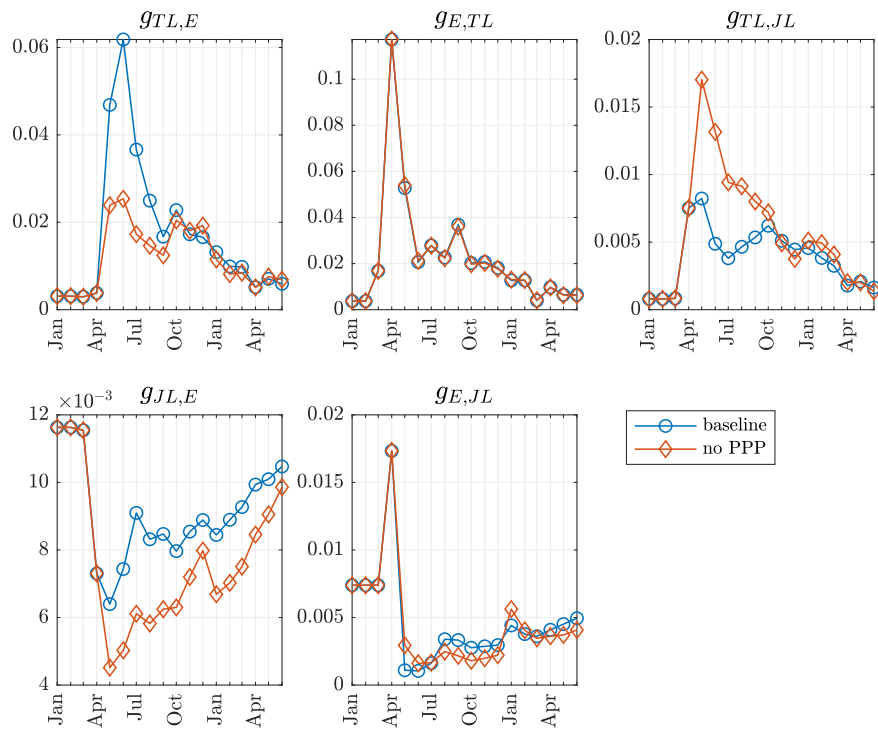 g_{TL,E}
0.06
0.04
0.02
0
Jan
Apr
Jul
Oct
Jan
Apr
g_{E,TL}
0.1
0.08
0.06
0.04
0.02
0
Jan
Apr
Jul
Oct
Jan
Apr
g_{TL,JL}
0.02
0.015
0.01
0.005
0
Jan
Apr
Jul
Oct
Jan
Apr
g_{JL,E}
×10⁻³
12
10
8
6
4
Jan
Apr
Jul
Oct
Jan
Apr
g_{E,JL}
0.02
0.015
0.01
0.005
0
Jan
Apr
Jul
Oct
Jan
Apr
baseline
no PPP